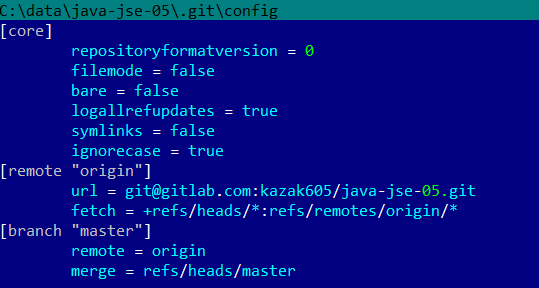 C:\data\java-jse-05\.git\config
[core]
repositoryformatversion = 0
filemode = false
bare = false
logallrefupdates = true
symlinks = false
ignorecase = true
[remote "origin"]
url = git@gitlab.com:kazak605/java-jse-05.git
fetch = +refs/heads/*:refs/remotes/origin/*
[branch "master"]
remote = origin
merge = refs/heads/master